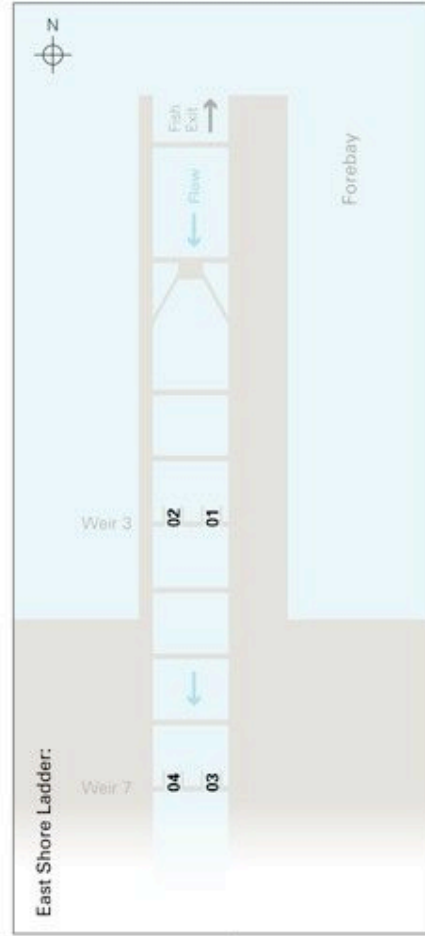 East Shore Ladder:
N
Fish
Exit
Flow
Forebay
Weir 3
02
01
Weir 7
04
03